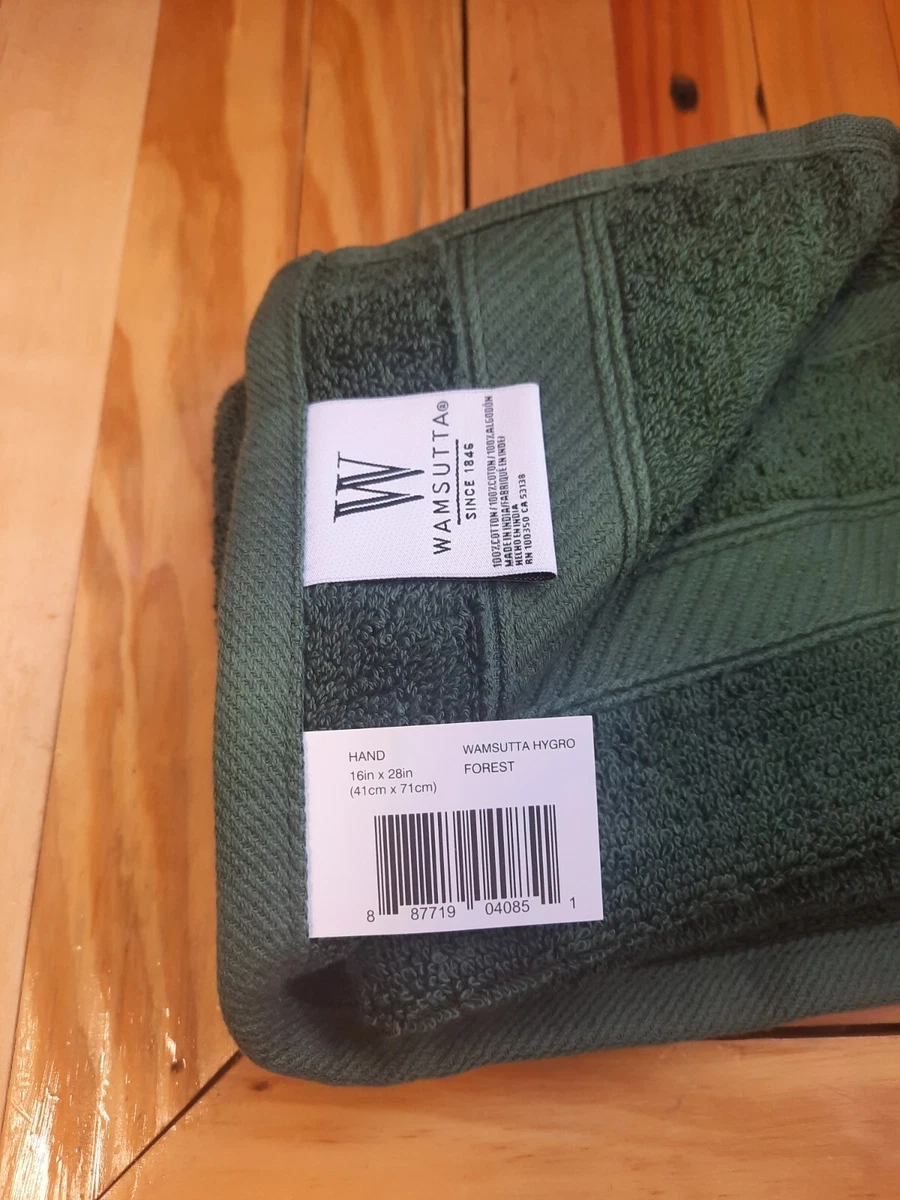 W
WAMSUTTA®
SINCE 1846
100%COTTON/100%COTON/100%ALGODÓN
MADE IN INDIA/FABRIQUÉ EN INDE/
HECHO EN INDIA
RN 100350 CA 53138
HAND
16in x 28in
(41cm x 71cm)
WAMSUTTA HYGRO
FOREST
8 87719 04085 1